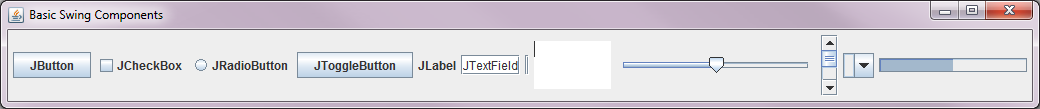 Basic Swing Components
JButton JCheckBox JRadioButton JToggleButton JLabel JTextField